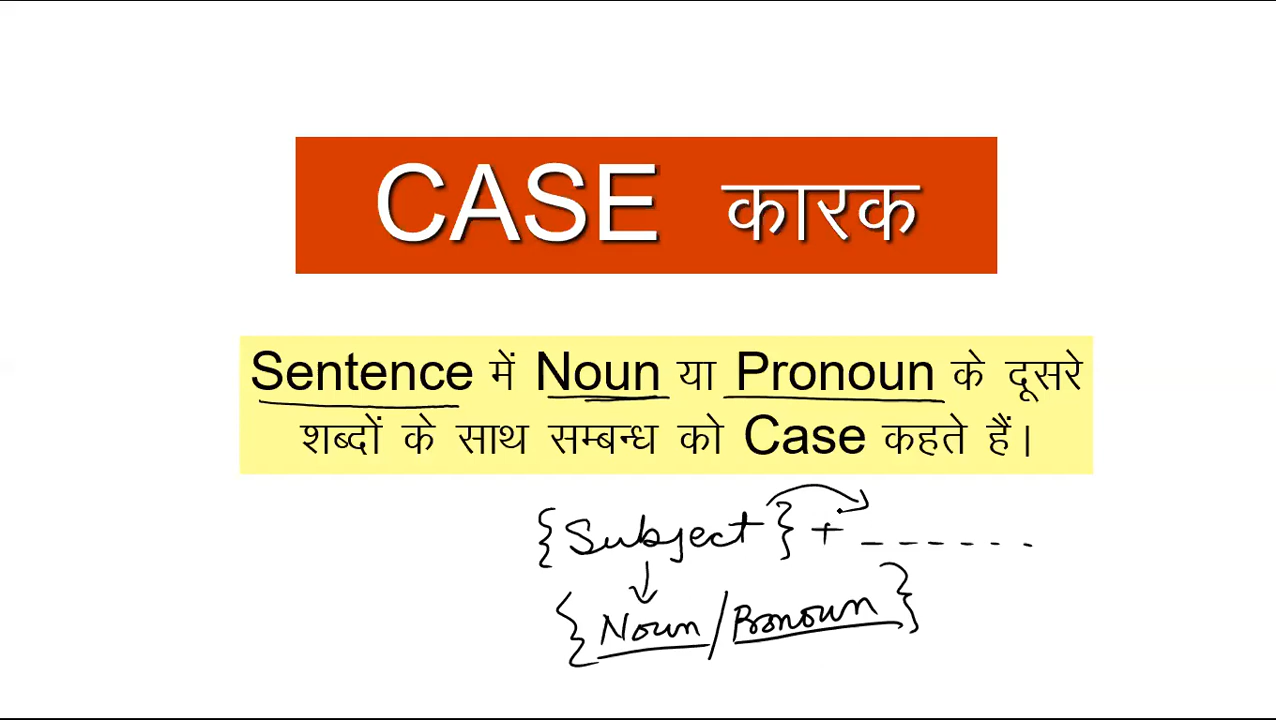 CASE कारक
Sentence में Noun या Pronoun के दूसरे
शब्दों के साथ सम्बन्ध को Case कहते हैं।
{Subject} + _ _ _ _ _ _
{Noun/Pronoun}